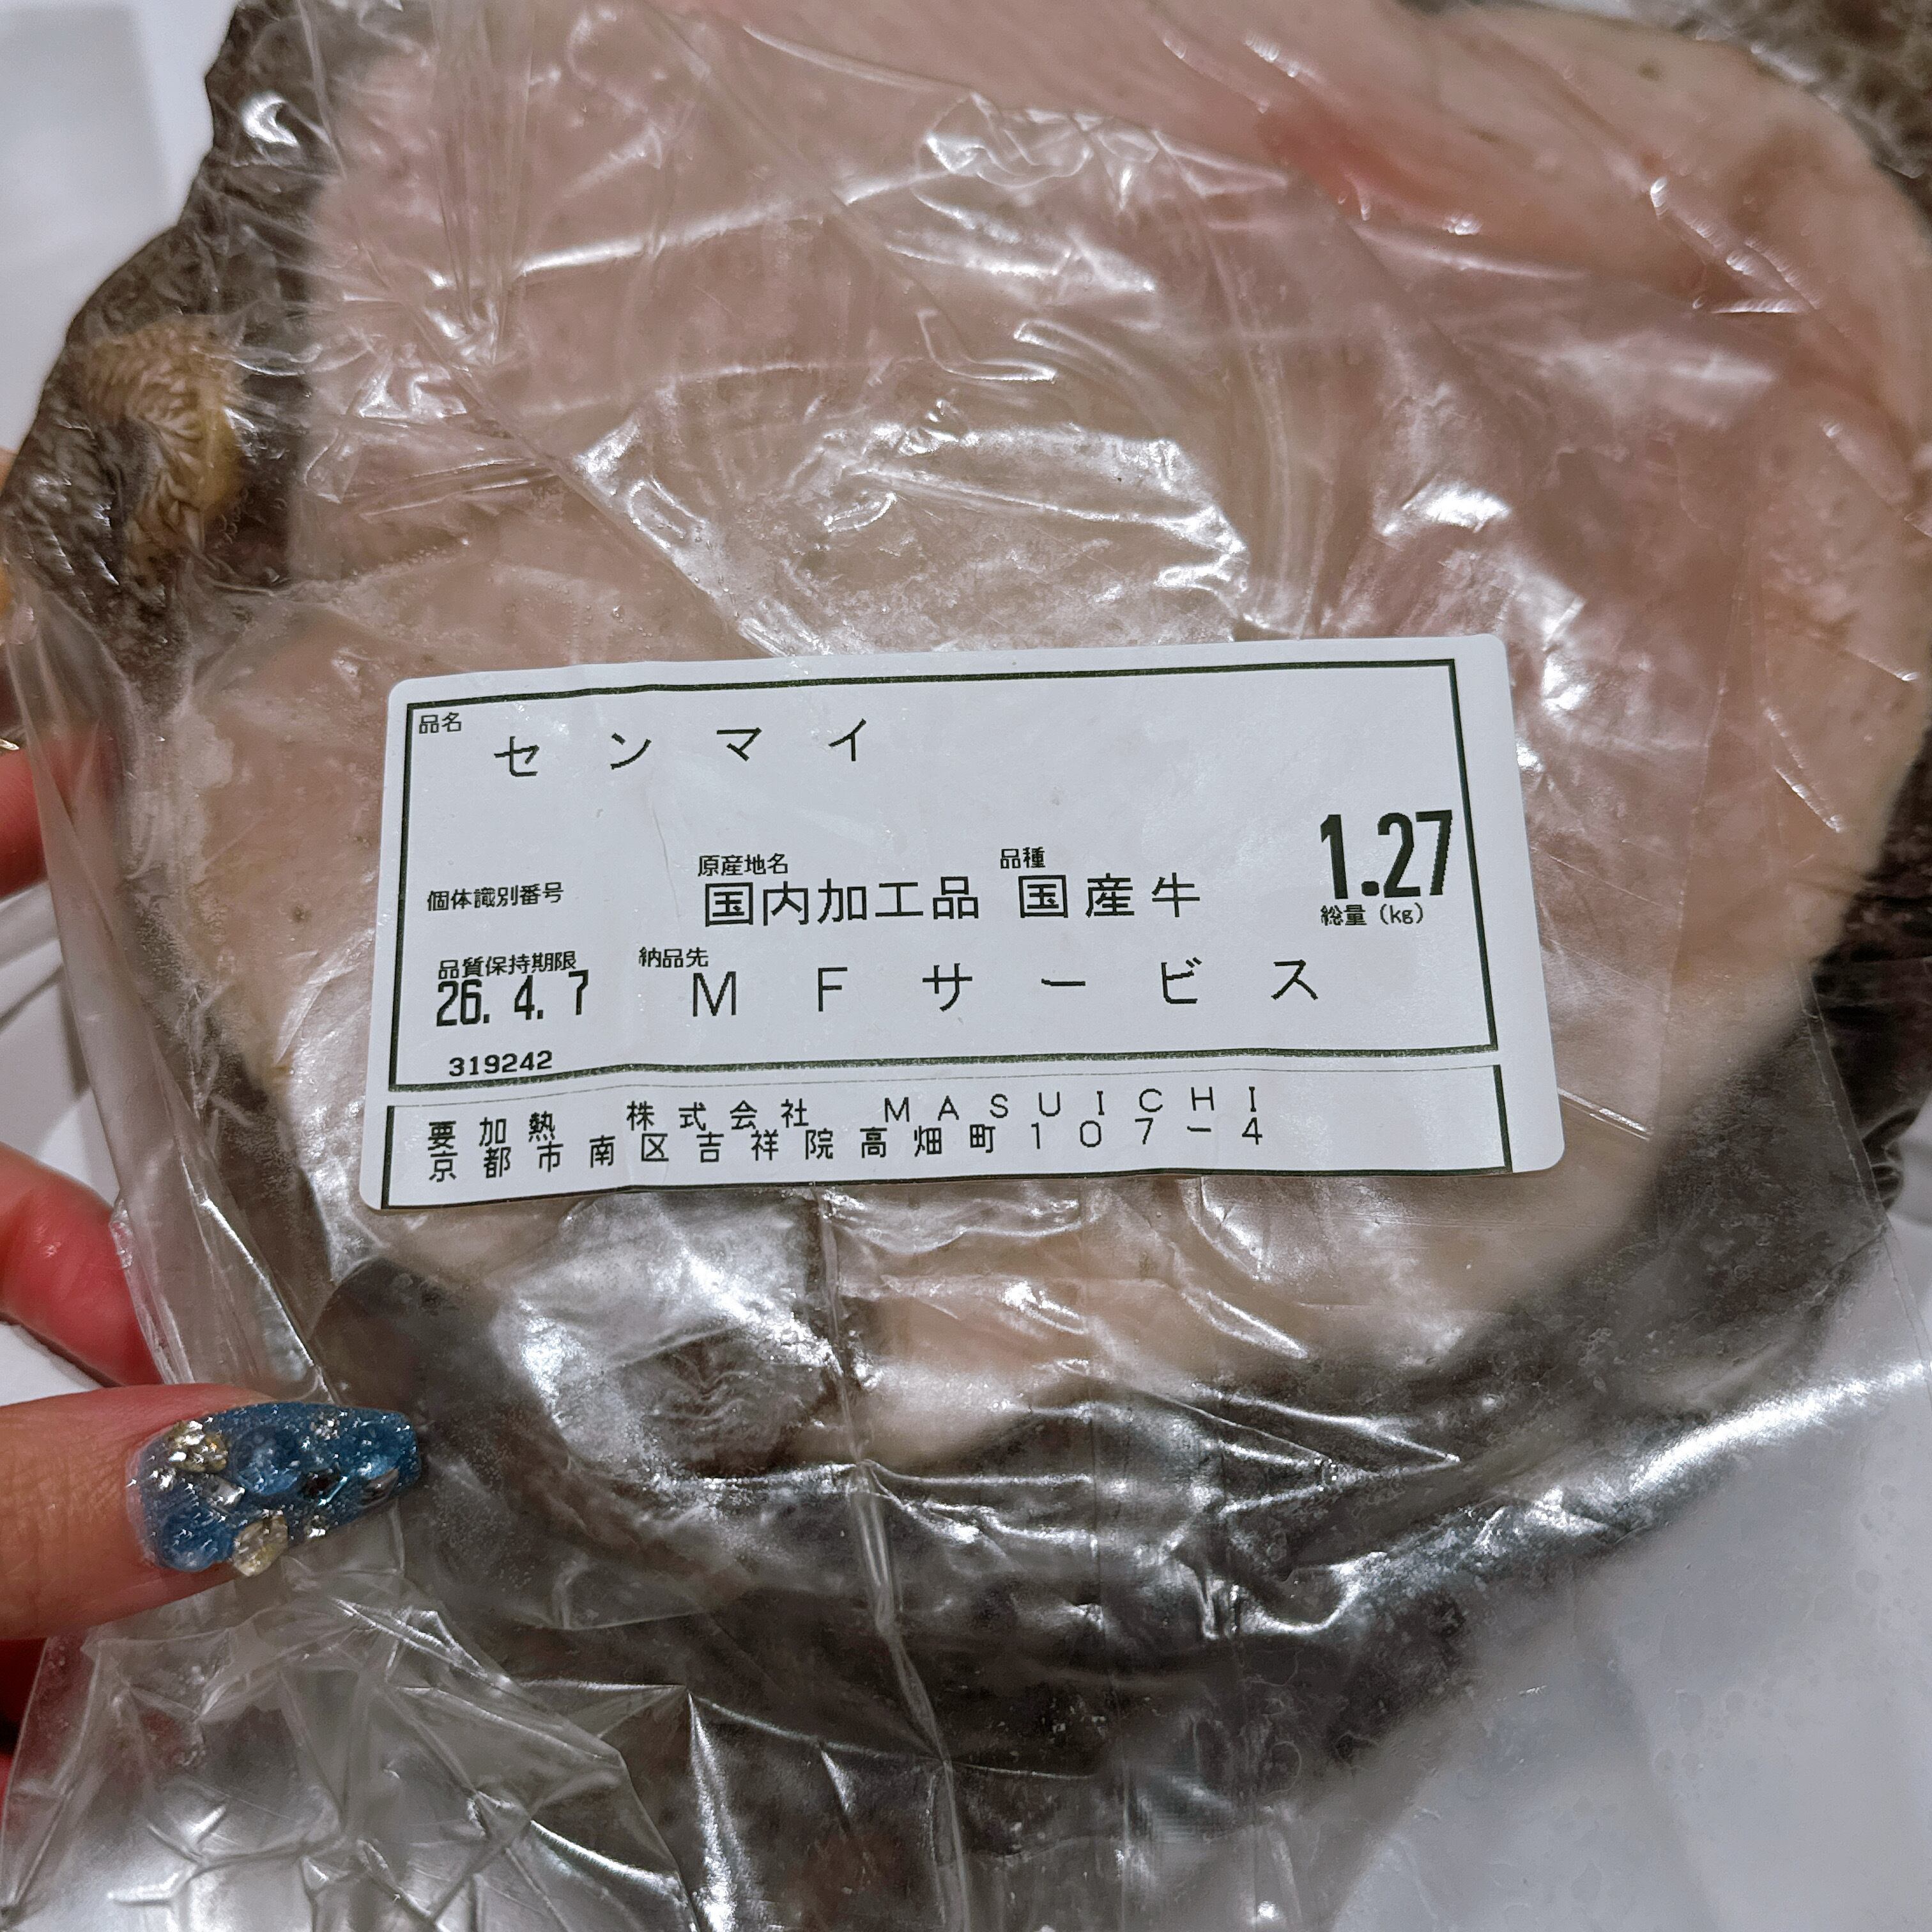 品名
センマイ
原産地名 品種 1.27
個体識別番号 国内加工品 国産牛 総量(kg)
品質保持期限 納品先
26.4.7 MFサービス
319242
要加熱 株式会社 MASUICHI
京都市南区吉祥院高畑町107-4